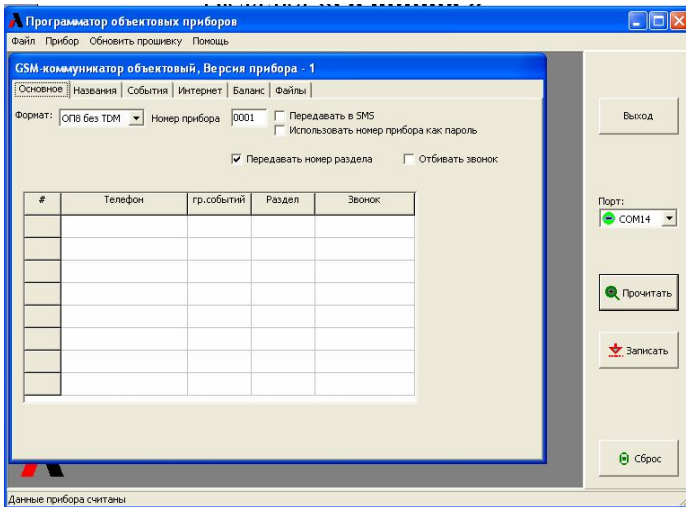 Программатор объектовых приборов
Файл Прибор Обновить прошивку Помощь
GSM-коммуникатор объектовый, Версия прибора - 1
Основное Названия События Интернет Баланс Файлы
Формат: ОП8 без TDM Номер прибора 0001 Передавать в SMS
Использовать номер прибора как пароль
Передавать номер раздела Отбивать звонок
# Телефон гр.событий Раздел Звонок
Выход
Порт:
COM14
Прочитать
Записать
Сброс
Данные прибора считаны